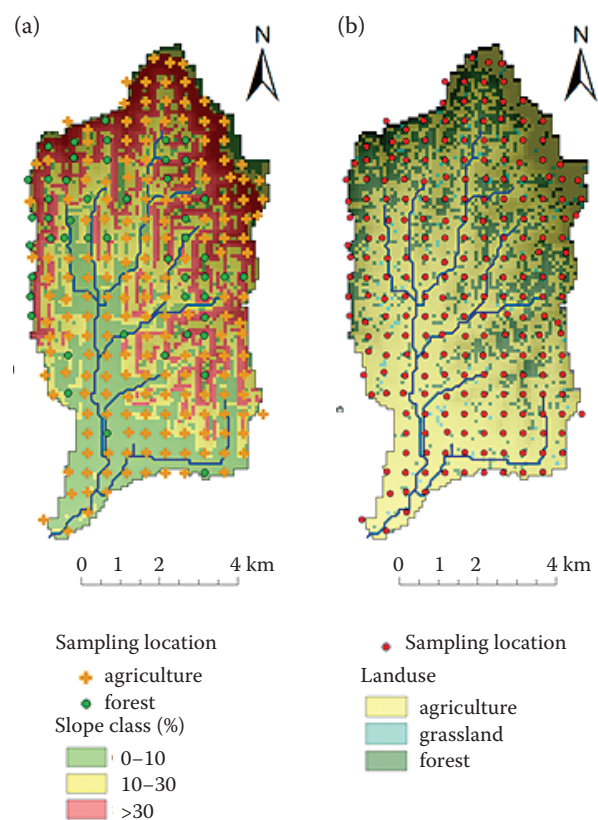 (a)
(b)
N
N
0 1 2 4 km
0 1 2 4 km
Sampling location
agriculture
forest
Slope class (%)
0–10
10–30
>30
Sampling location
Landuse
agriculture
grassland
forest